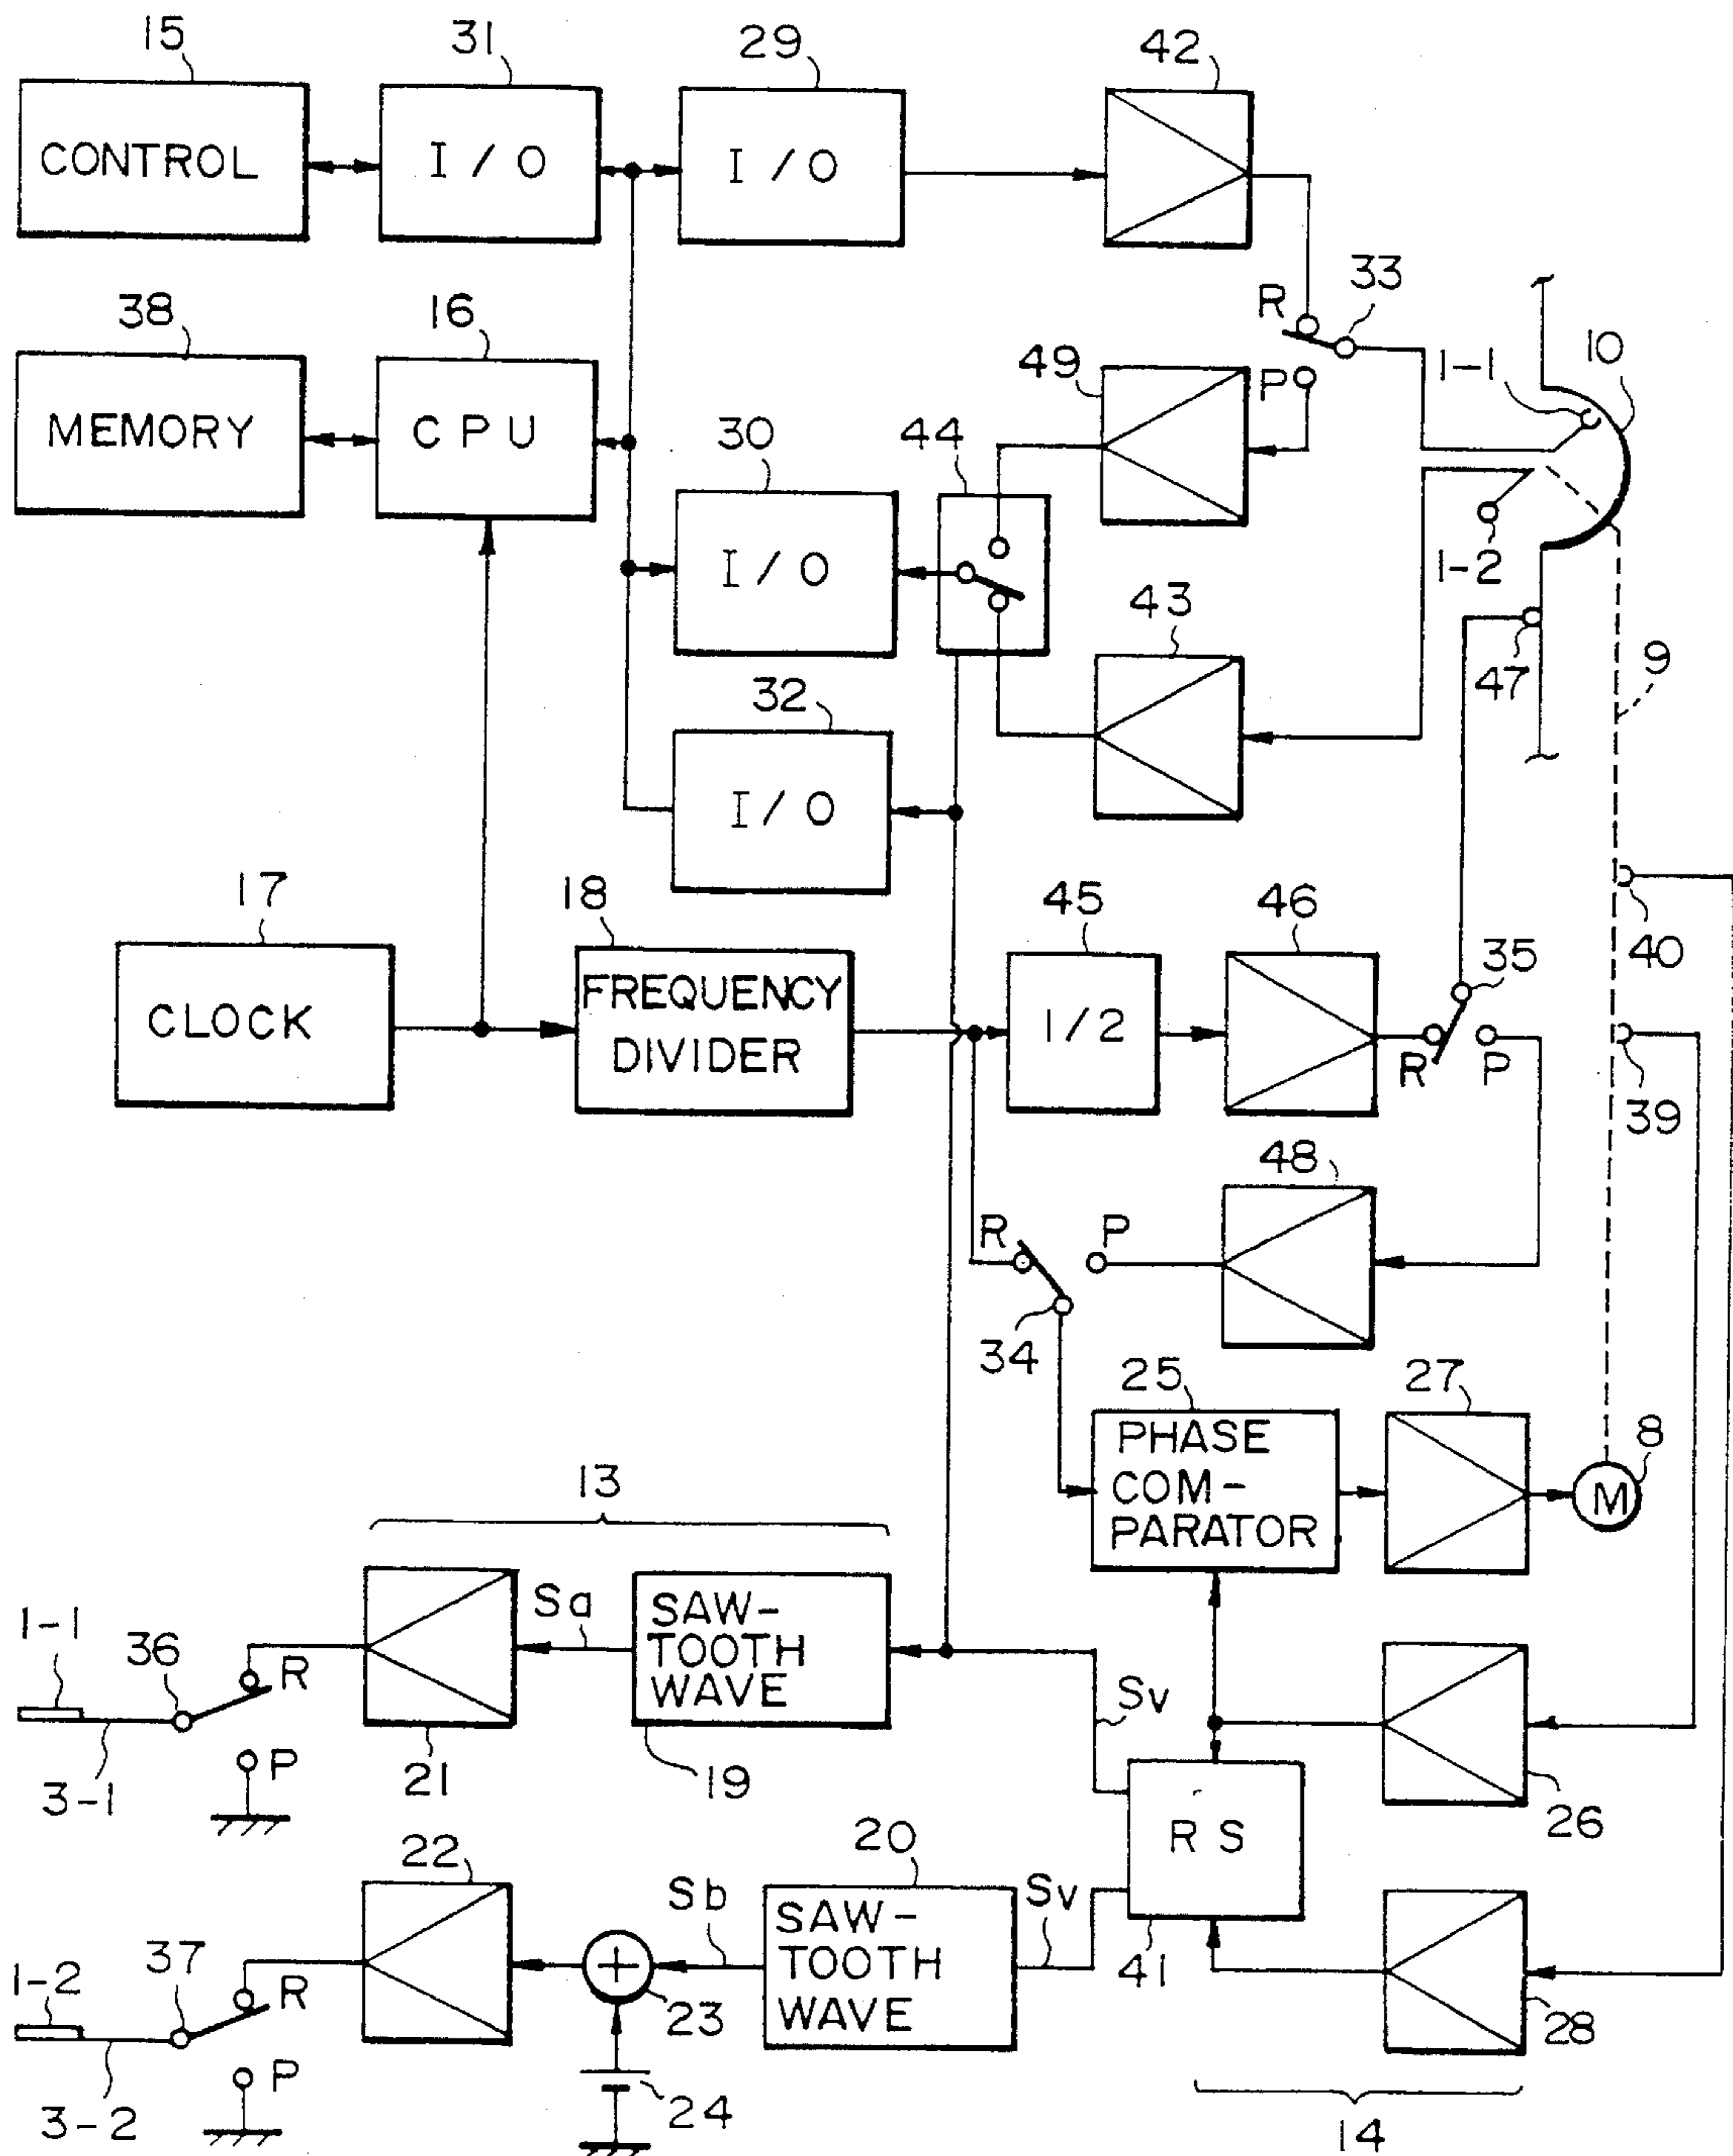 15 31 29 42
CONTROL I/O I/O
R 33
38 16 49 P 1-1 10
MEMORY CPU 30 44
I/O 1-2
43 47 9
32
I/O
17 18 45 46 40
CLOCK FREQUENCY DIVIDER 1/2 35
R P
39
48
R P
34 25 27 8
PHASE COM-PARATOR M
13
1-1 36 R Sa SAW-TOOTH WAVE Sv
P
3-1 21 19 26
22 20 RS
1-2 37 R Sb SAW-TOOTH WAVE Sv 41
+ 23 28
P 24
3-2 14